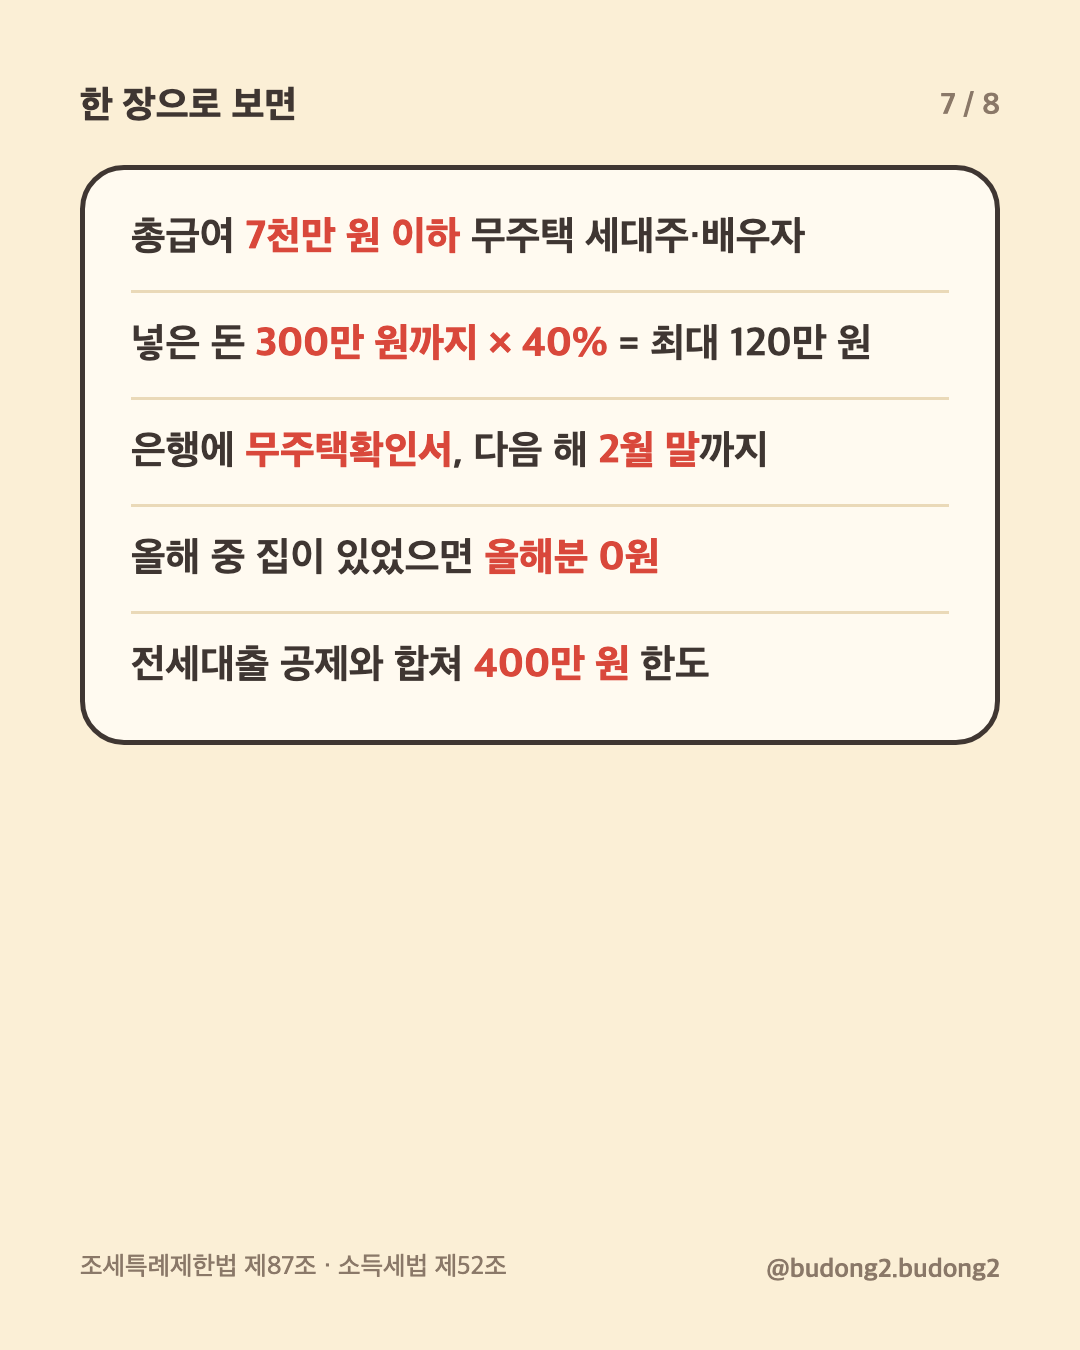 한 장으로 보면
7 / 8
총급여 7천만 원 이하 무주택 세대주·배우자
넣은 돈 300만 원까지 × 40% = 최대 120만 원
은행에 무주택확인서, 다음 해 2월 말까지
올해 중 집이 있었으면 올해분 0원
전세대출 공제와 합쳐 400만 원 한도
조세특례제한법 제87조 · 소득세법 제52조
@budong2.budong2